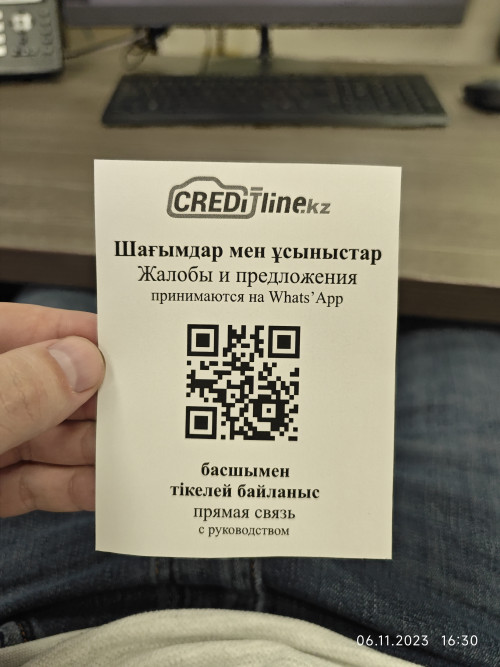 CREDiTline.kz
Шағымдар мен ұсыныстар
Жалобы и предложения
принимаются на Whats'App
басшымен
тікелей байланыс
прямая связь
с руководством
06.11.2023 16:30